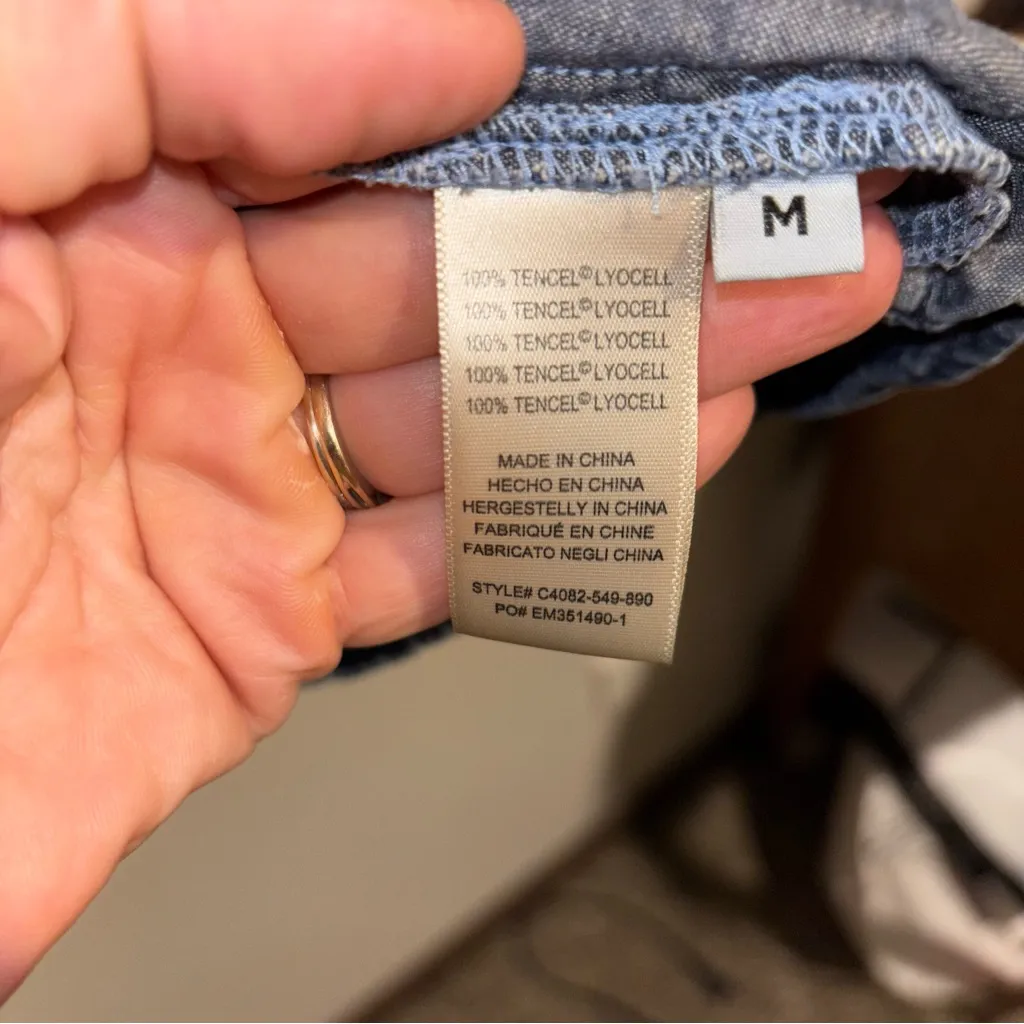 100% TENCEL©LYOCELL
100% TENCEL©LYOCELL
100% TENCEL©LYOCELL
100% TENCEL©LYOCELL
100% TENCEL©LYOCELL
MADE IN CHINA
HECHO EN CHINA
HERGESTELLY IN CHINA
FABRIQUÉ EN CHINE
FABRICATO NEGLI CHINA
STYLE# C4082-549-890
PO# EM351490-1
M